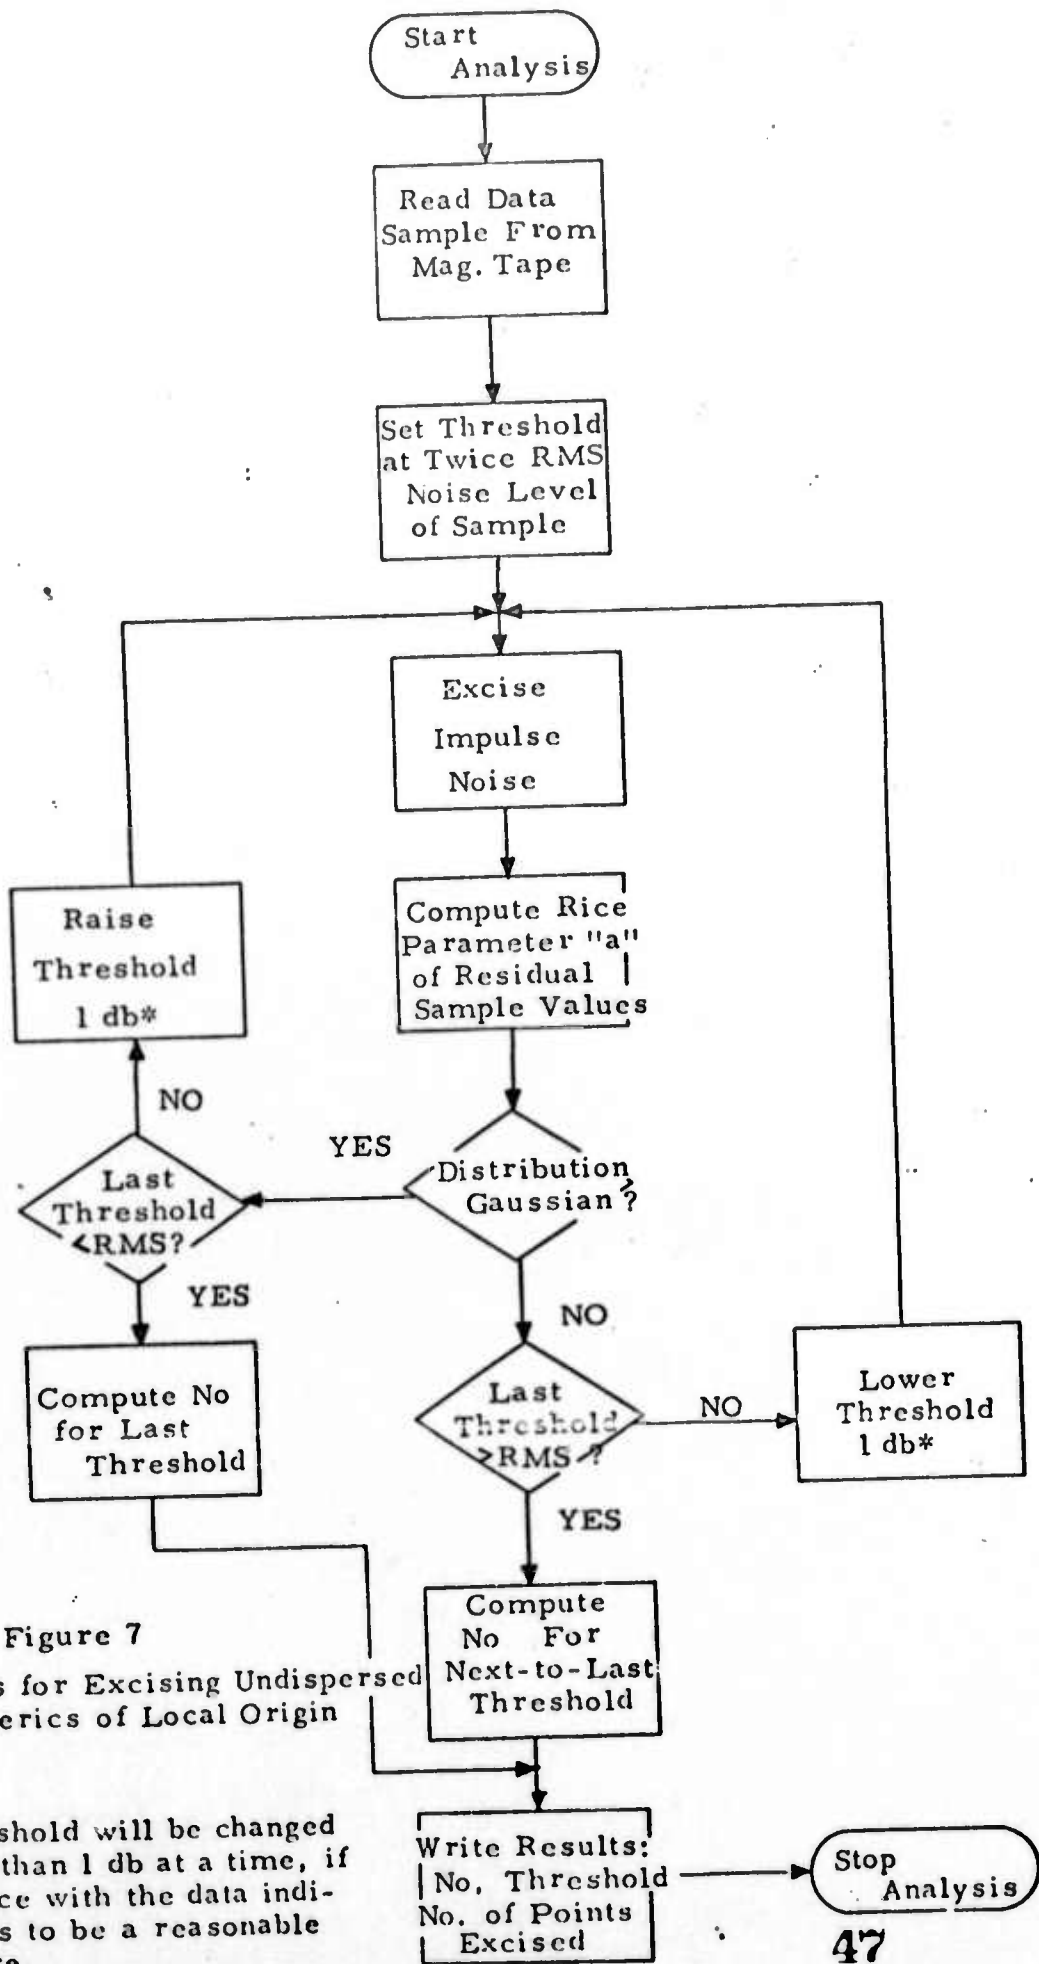 Start
Analysis
Read Data
Sample From
Mag. Tape
Set Threshold
at Twice RMS
Noise Level
of Sample
Excise
Impulse
Noise
Compute Rice
Parameter "a"
of Residual
Sample Values
Raise
Threshold
1 db*
NO
YES
Distribution
Gaussian?
Last
Threshold
<RMS?
YES
NO
Compute No
for Last
Threshold
Last
Threshold
>RMS ?
NO
Lower
Threshold
1 db*
YES
Compute
No For
Next-to-Last
Threshold
Figure 7
s for Excising Undispersed
erics of Local Origin
shold will be changed
than 1 db at a time, if
ce with the data indi-
s to be a reasonable
Write Results:
No, Threshold
No. of Points
Excised
Stop
Analysis
47